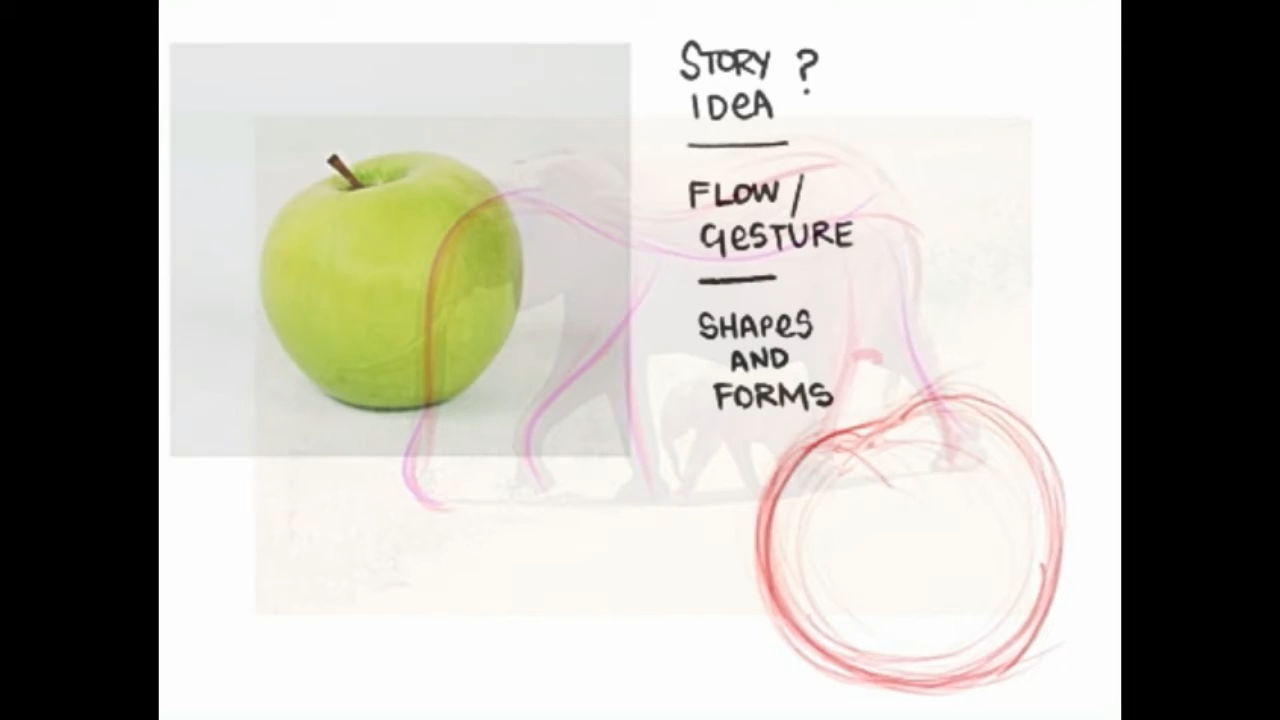 STORY ?
IDeA
FLOW /
GeSTURE
SHAPeS
AND
FORMS